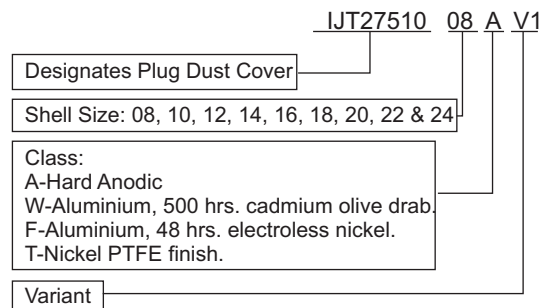 IJT27510 08 A V1
Designates Plug Dust Cover
Shell Size: 08, 10, 12, 14, 16, 18, 20, 22 & 24
Class:
A-Hard Anodic
W-Aluminium, 500 hrs. cadmium olive drab.
F-Aluminium, 48 hrs. electroless nickel.
T-Nickel PTFE finish.
Variant